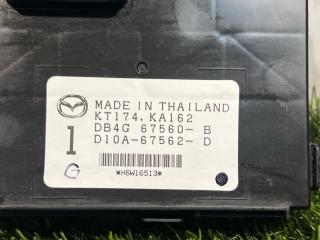 MADE IN THAILAND
KT174, KA162
1
DB4G 67560- B
D10A-67562- D
G
*H6W16513*